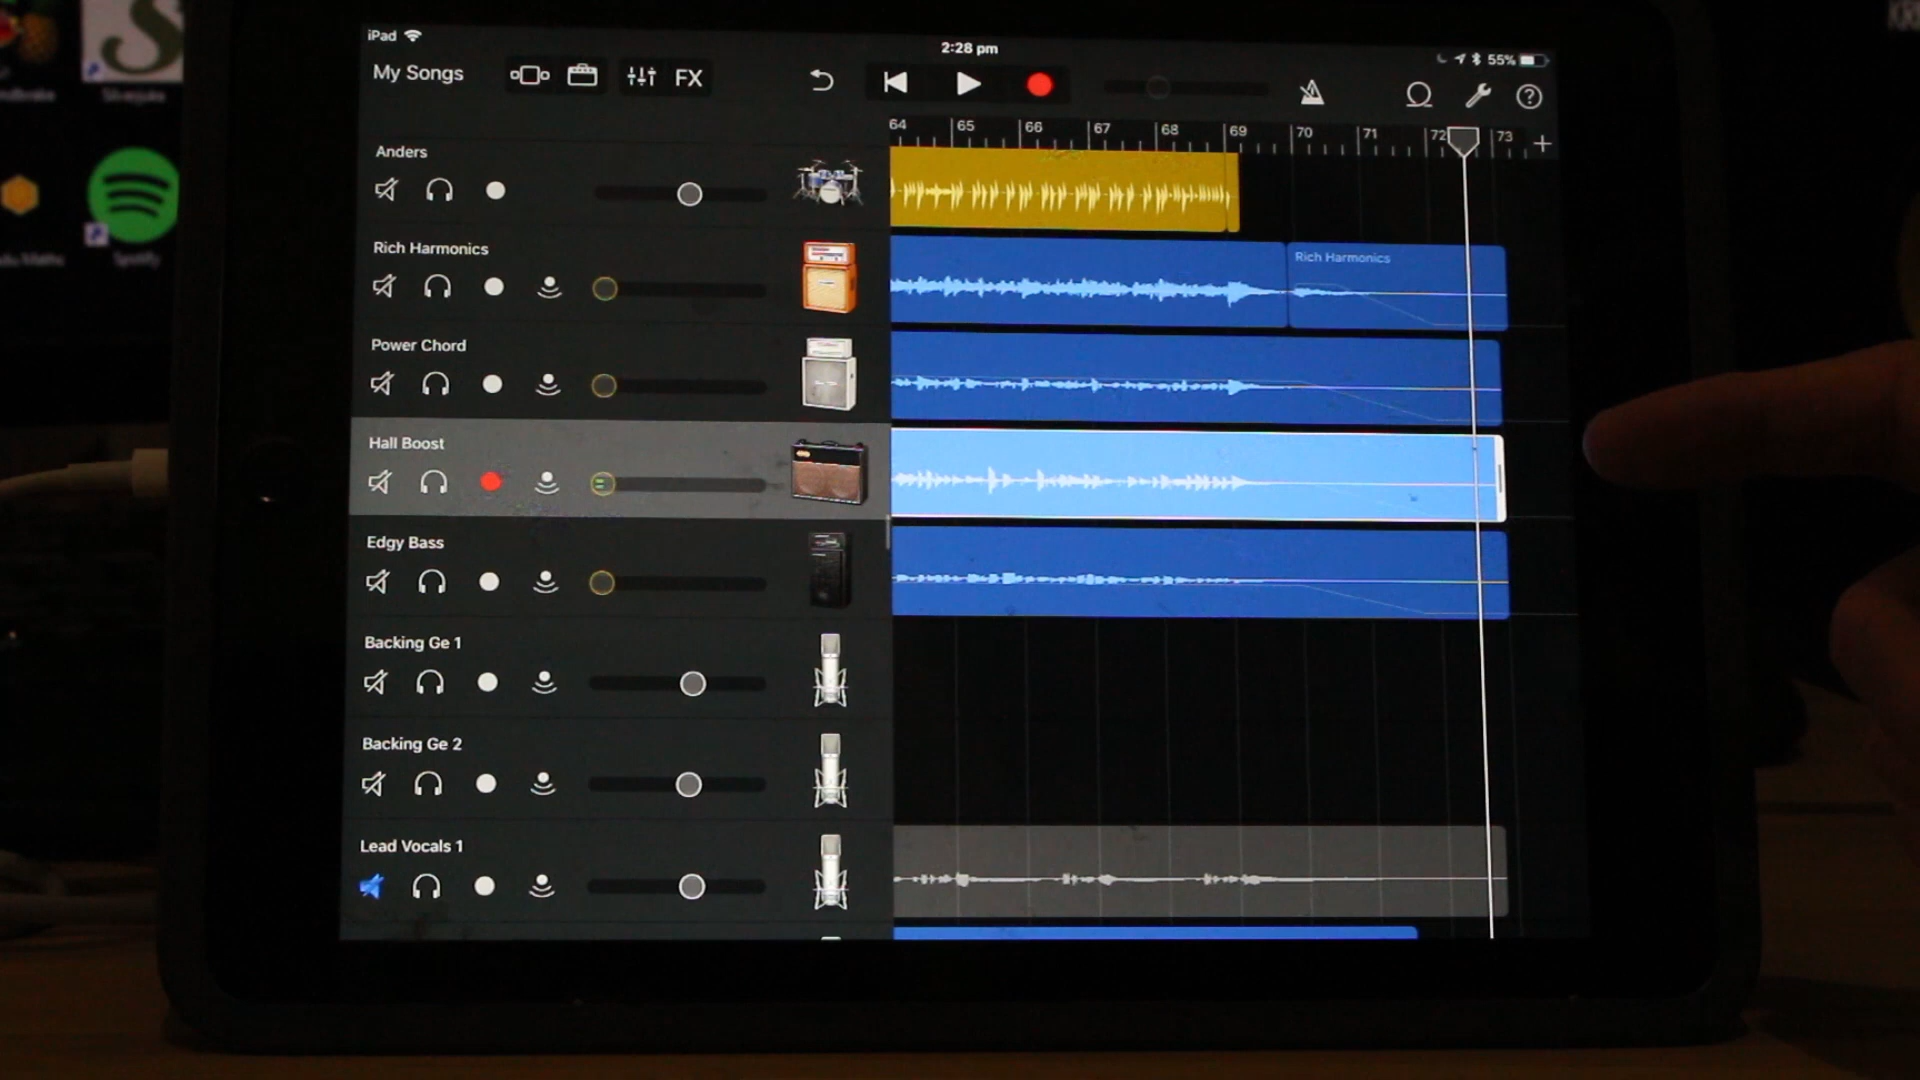 iPad
2:28 pm
55%
My Songs
FX
64 65 66 67 68 69 70 71 72 73
Anders
Rich Harmonics
Rich Harmonics
Power Chord
Hall Boost
Edgy Bass
Backing Ge 1
Backing Ge 2
Lead Vocals 1
Spotify